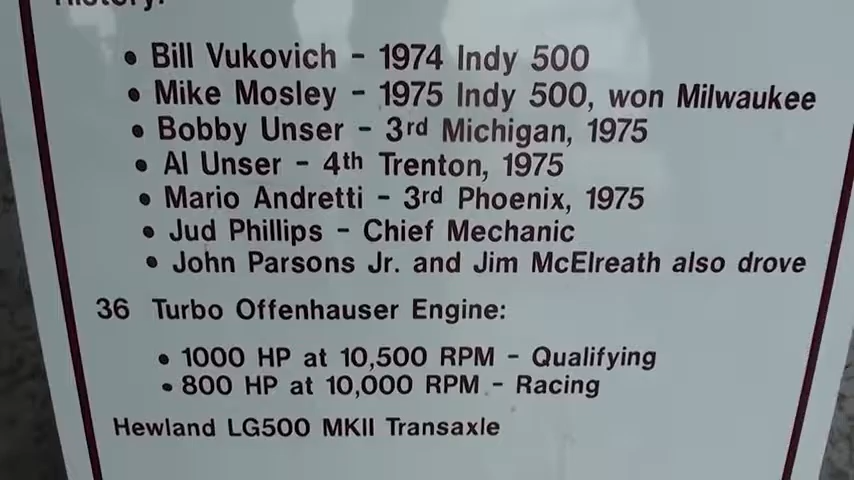 History:
• Bill Vukovich - 1974 Indy 500
• Mike Mosley - 1975 Indy 500, won Milwaukee
• Bobby Unser - 3rd Michigan, 1975
• Al Unser - 4th Trenton, 1975
• Mario Andretti - 3rd Phoenix, 1975
• Jud Phillips - Chief Mechanic
• John Parsons Jr. and Jim McElreath also drove
36 Turbo Offenhauser Engine:
• 1000 HP at 10,500 RPM - Qualifying
• 800 HP at 10,000 RPM - Racing
Hewland LG500 MKII Transaxle